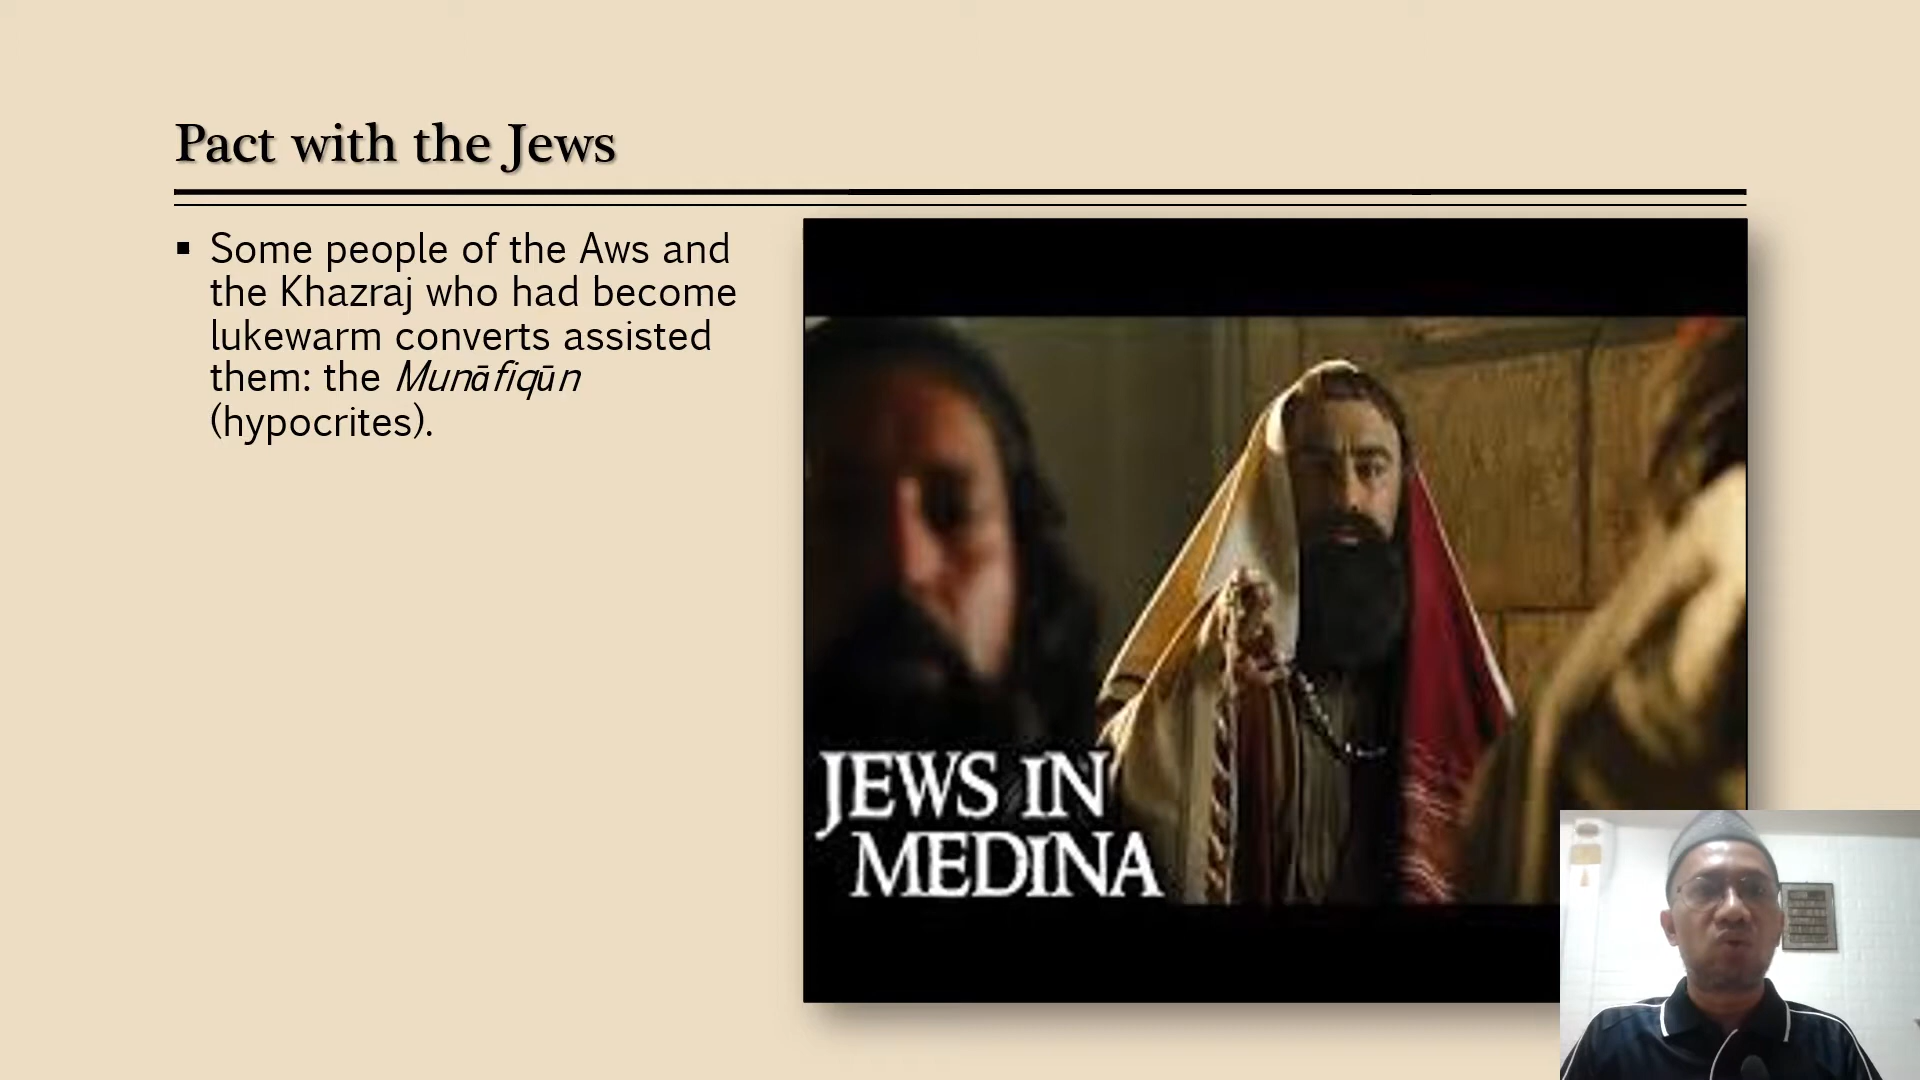 Pact with the Jews
▪ Some people of the Aws and
the Khazraj who had become
lukewarm converts assisted
them: the Munāfiqūn
(hypocrites).
JEWS IN
MEDINA